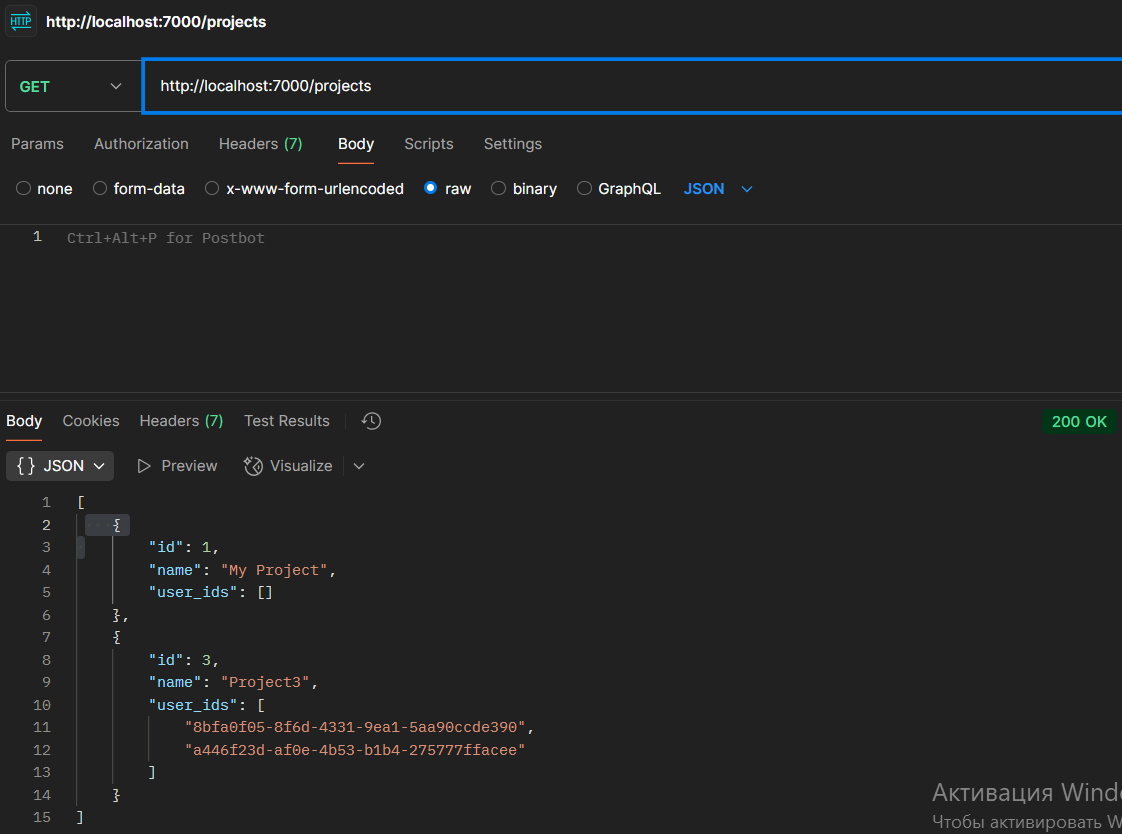 HTTP http://localhost:7000/projects
GET http://localhost:7000/projects
Params Authorization Headers (7) Body Scripts Settings
none form-data x-www-form-urlencoded raw binary GraphQL JSON
1 Ctrl+Alt+P for Postbot
Body Cookies Headers (7) Test Results 200 OK
{} JSON Preview Visualize
1 [
2 {
3 "id": 1,
4 "name": "My Project",
5 "user_ids": []
6 },
7 {
8 "id": 3,
9 "name": "Project3",
10 "user_ids": [
11 "8bfa0f05-8f6d-4331-9ea1-5aa90ccde390",
12 "a446f23d-af0e-4b53-b1b4-275777ffacee"
13 ]
14 }
15 ]
Активация Wind
Чтобы активировать W